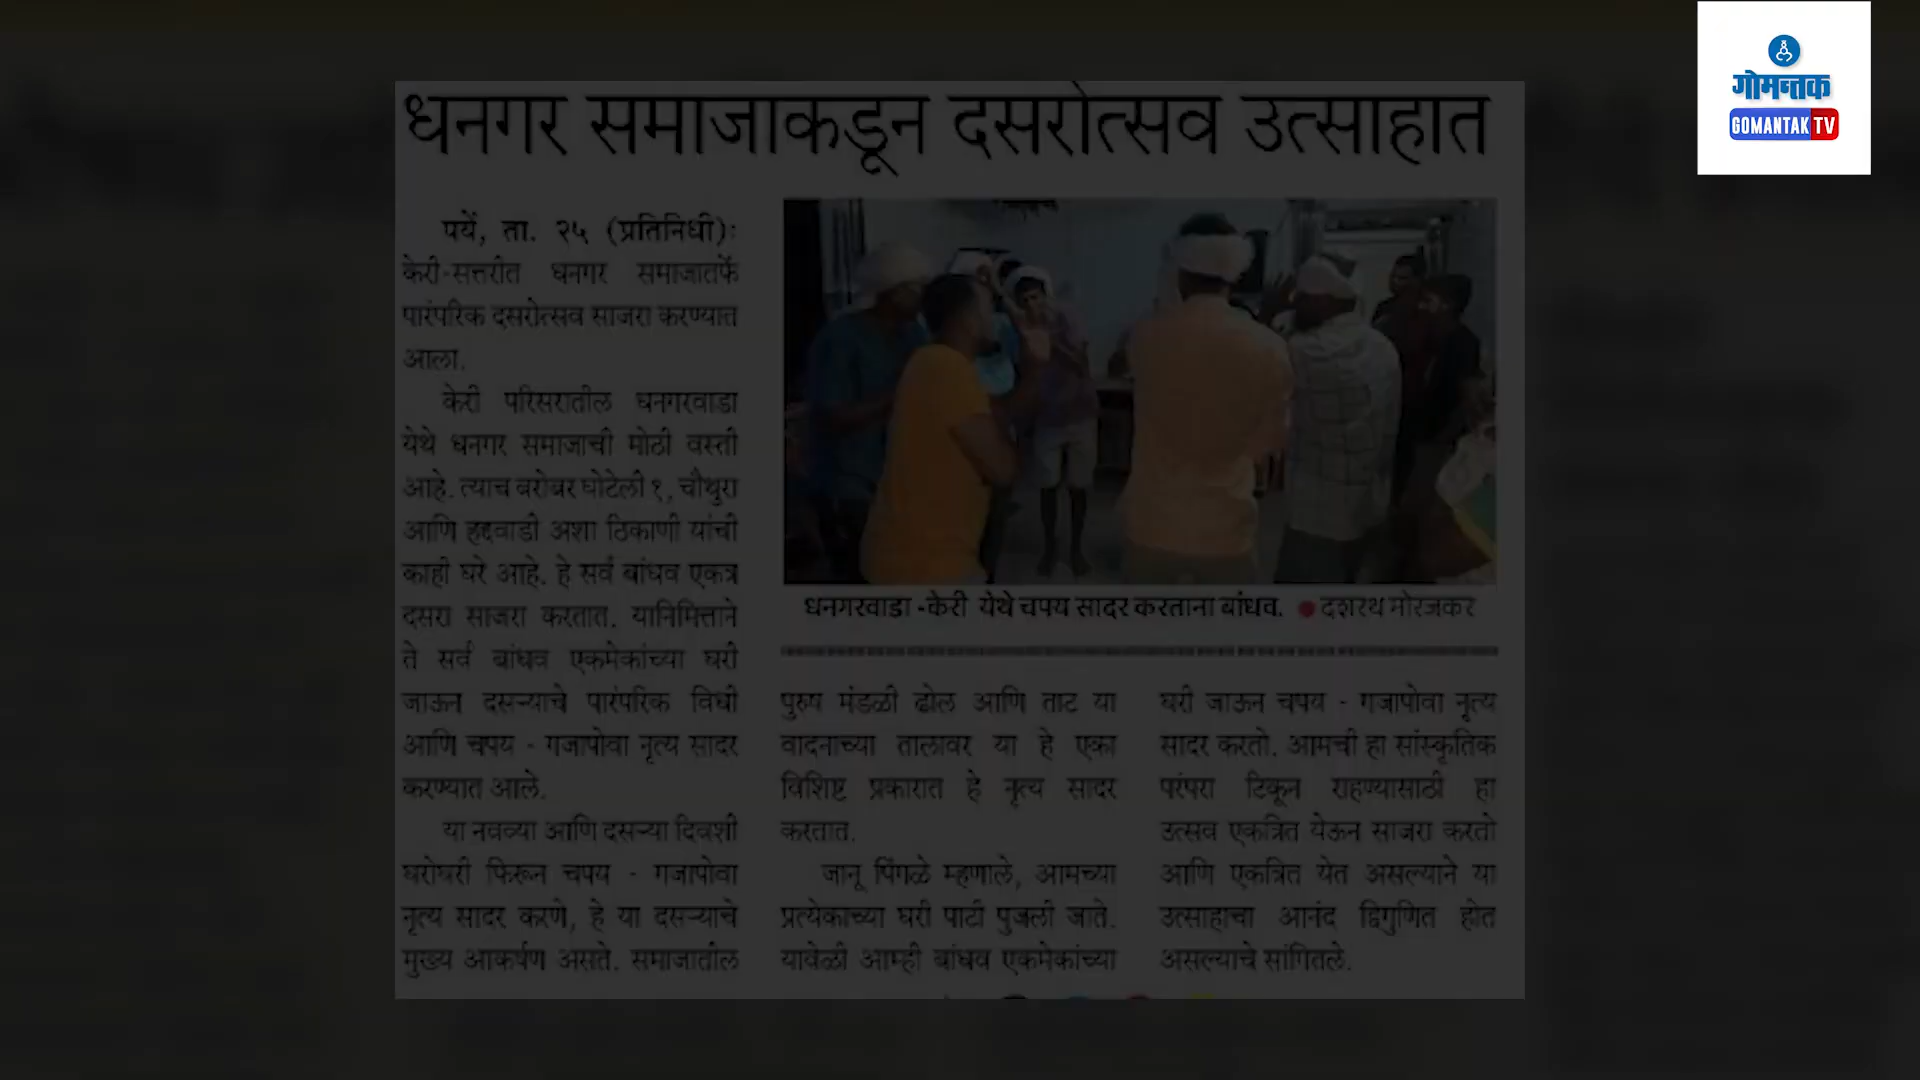 धनगर समाजाकडून दसरोत्सव उत्साहात
पर्ये, ता. २५ (प्रतिनिधी):
केरी-सत्तरीत धनगर समाजातर्फे
पारंपरिक दसरोत्सव साजरा करण्यात
आला.
केरी परिसरातील धनगरवाडा
येथे धनगर समाजाची मोठी वस्ती
आहे. त्याच बरोबर घोटेली १, चौथुरा
आणि हृदवाडी अशा ठिकाणी यांची
काही घरे आहे. हे सर्व बांधव एकत्र
दसरा साजरा करतात. यानिमित्ताने
ते सर्व बांधव एकमेकांच्या घरी
जाऊन दसऱ्याचे पारंपरिक विधी
आणि चपय - गजापोवा नृत्य सादर
करण्यात आले.
या नवव्या आणि दसऱ्या दिवशी
घरोघरी फिरून चपय - गजापोवा
नृत्य सादर करणे, हे या दसऱ्याचे
मुख्य आकर्षण असते. समाजातील
धनगरवाडा -केरी येथे चपय सादर करताना बांधव. ● दशरथ मोरजकर
पुरुष मंडळी ढोल आणि ताट या
वादनाच्या तालावर या हे एका
विशिष्ट प्रकारात हे नृत्य सादर
करतात.
जानू पिंगळे म्हणाले, आमच्या
प्रत्येकाच्या घरी पाटी पुजली जाते.
यावेळी आम्ही बांधव एकमेकांच्या
घरी जाऊन चपय - गजापोवा नृत्य
सादर करतो. आमची हा सांस्कृतिक
परंपरा टिकून राहण्यासाठी हा
उत्सव एकत्रित येऊन साजरा करतो
आणि एकत्रित येत असल्याने या
उत्साहाचा आनंद द्विगुणित होत
असल्याचे सांगितले.
गोमन्तक
GOMANTAK TV